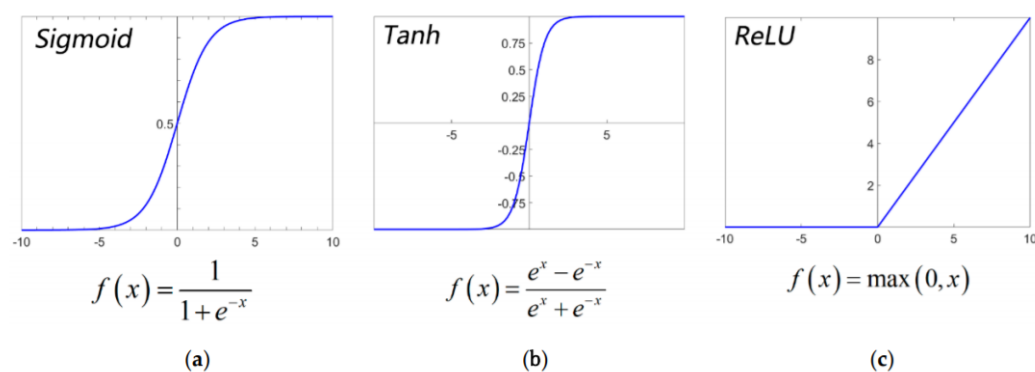 Sigmoid
0.5
-10 -5 0 5 10
f(x) = 1 / (1 + e^{-x})
(a)
Tanh
0.75
0.5
0.25
-5 5
-0.25
-0.5
-0.75
f(x) = (e^x - e^{-x}) / (e^x + e^{-x})
(b)
ReLU
8
6
4
2
-10 -5 0 5 10
f(x) = max(0, x)
(c)